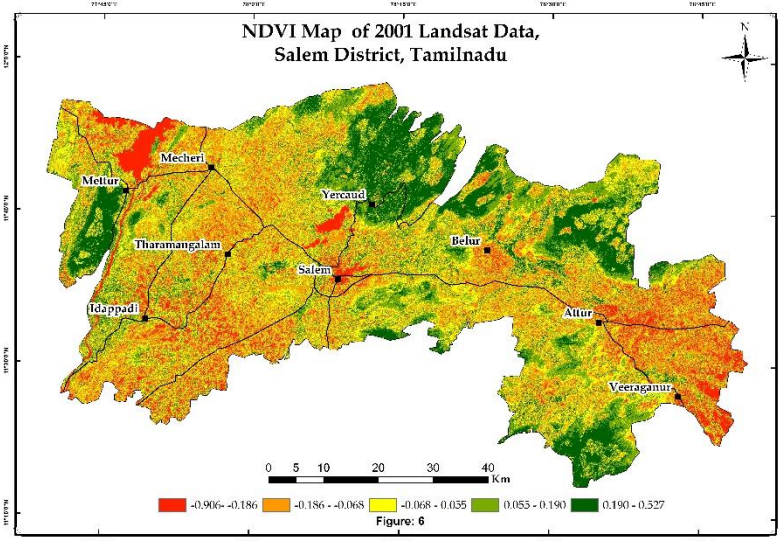 NDVI Map of 2001 Landsat Data,
Salem District, Tamilnadu
N
Mecheri
Mettur
Yercaud
Tharamangalam
Belur
Salem
Idappadi
Attur
Veeraganur
0 5 10 20 30 40
Km
-0.906- -0.186 -0.186 - -0.068 -0.068 - 0.055 0.055 - 0.190 0.190 - 0.527
Figure: 6